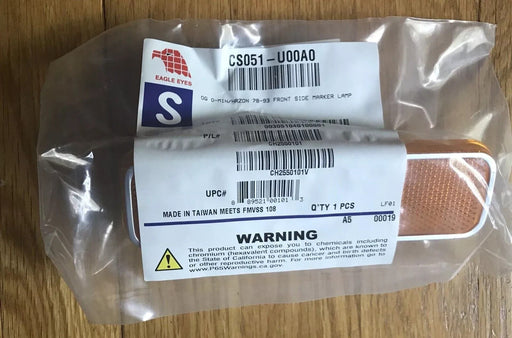 EAGLE EYES
CS051-U00A0
S
DG D-MIN/WRZON 78-93 FRONT SIDE MARKER LAMP
P/L#
CH2550101
CH2550101V
UPC#
8 89521 00101 3
Q'TY 1 PCS
LF01
MADE IN TAIWAN MEETS FMVSS 108
A5 00019
WARNING
This product can expose you to chemicals including
chromium (hexavalent compounds), which are known to
the State of California to cause cancer and birth defects
or other reproductive harm. For more information go to
www.P65Warnings.ca.gov